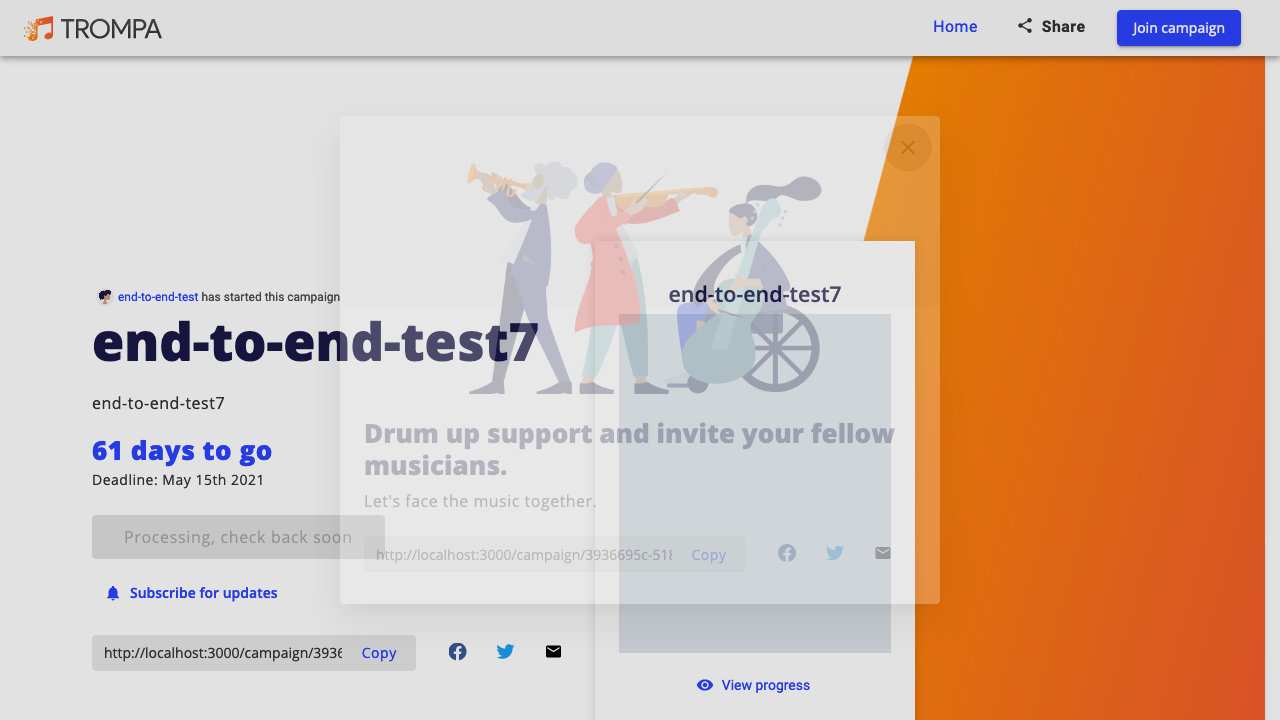 TROMPA
Home
Share
Join campaign
end-to-end-test has started this campaign
end-to-end-test7
end-to-end-test7
61 days to go
Deadline: May 15th 2021
Processing, check back soon
Subscribe for updates
http://localhost:3000/campaign/3936
Copy
end-to-end-test7
View progress
Drum up support and invite your fellow
musicians.
Let's face the music together.
http://localhost:3000/campaign/3936695c-518
Copy